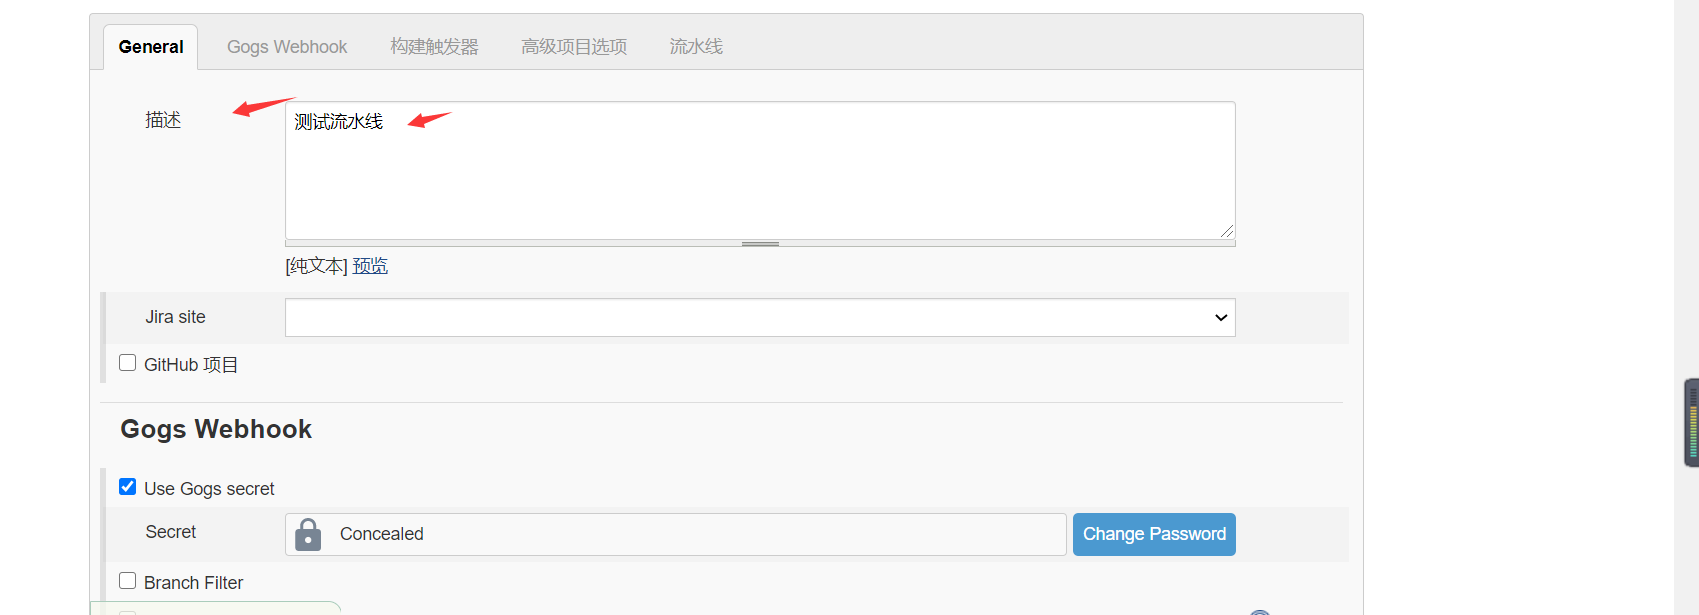 General Gogs Webhook 构建触发器 高级项目选项 流水线
描述
测试流水线
[纯文本] 预览
Jira site
GitHub 项目
Gogs Webhook
Use Gogs secret
Secret Concealed Change Password
Branch Filter